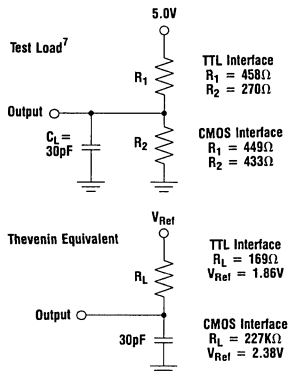 5.0V
Test Load7
R1
TTL Interface
R1 = 458Ω
R2 = 270Ω
Output
CL =
30pF
R2
CMOS Interface
R1 = 449Ω
R2 = 433Ω
Thevenin Equivalent
VRef
RL
TTL Interface
RL = 169Ω
VRef = 1.86V
Output
30pF
CMOS Interface
RL = 227KΩ
VRef = 2.38V